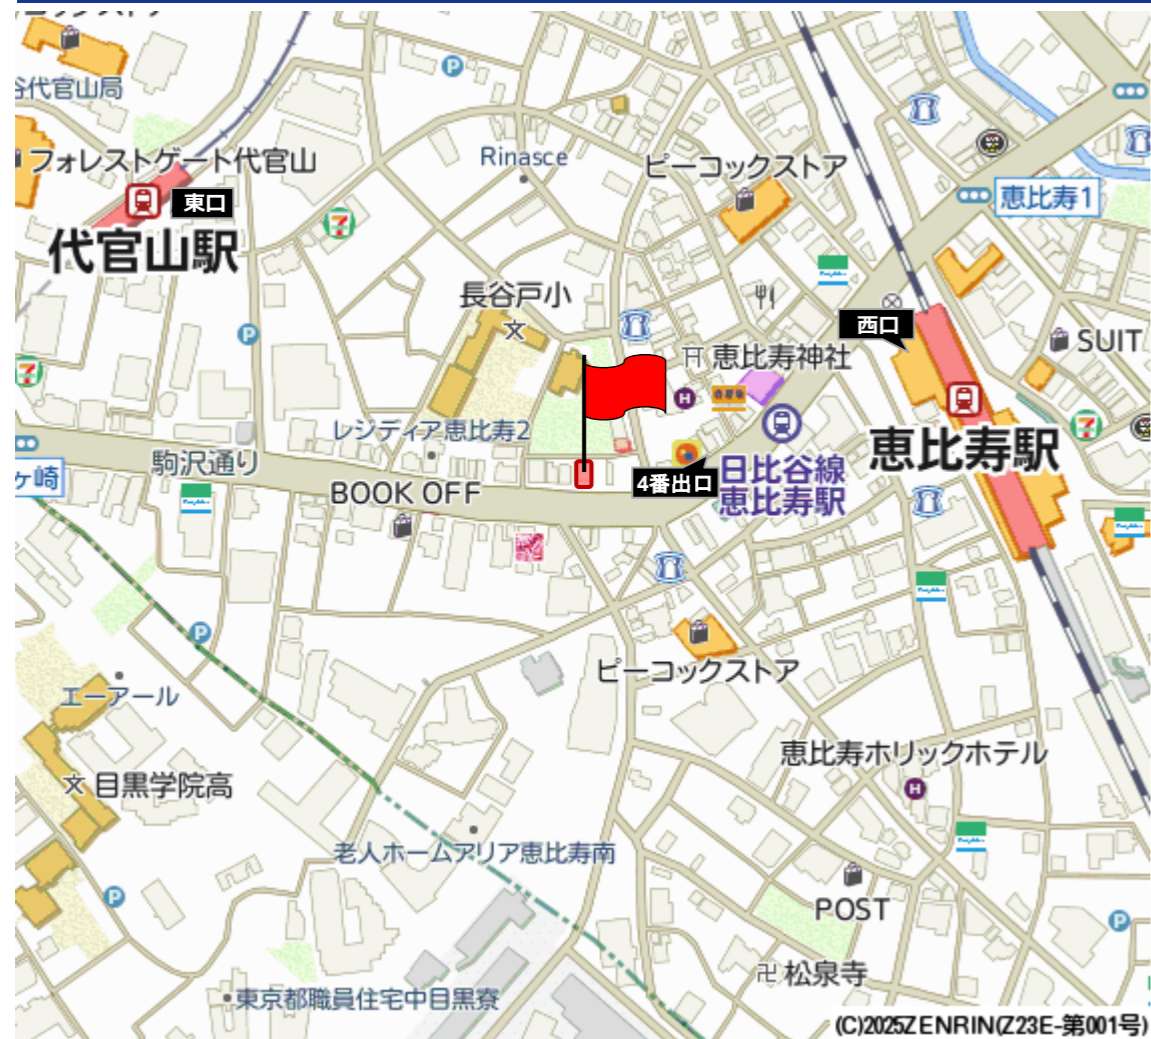 谷代官山局
フォレストゲート代官山
東口
代官山駅
Rinasce
ピーコックストア
恵比寿1
長谷戸小
西口
SUIT
恵比寿神社
レジディア恵比寿2
恵比寿駅
駒沢通り
日比谷線
恵比寿駅
4番出口
ヶ崎
BOOK OFF
ピーコックストア
エーアール
恵比寿ホリックホテル
目黒学院高
老人ホームアリア恵比寿南
POST
松泉寺
東京都職員住宅中目黒寮
(C)2025ZENRIN(Z23E-第001号)